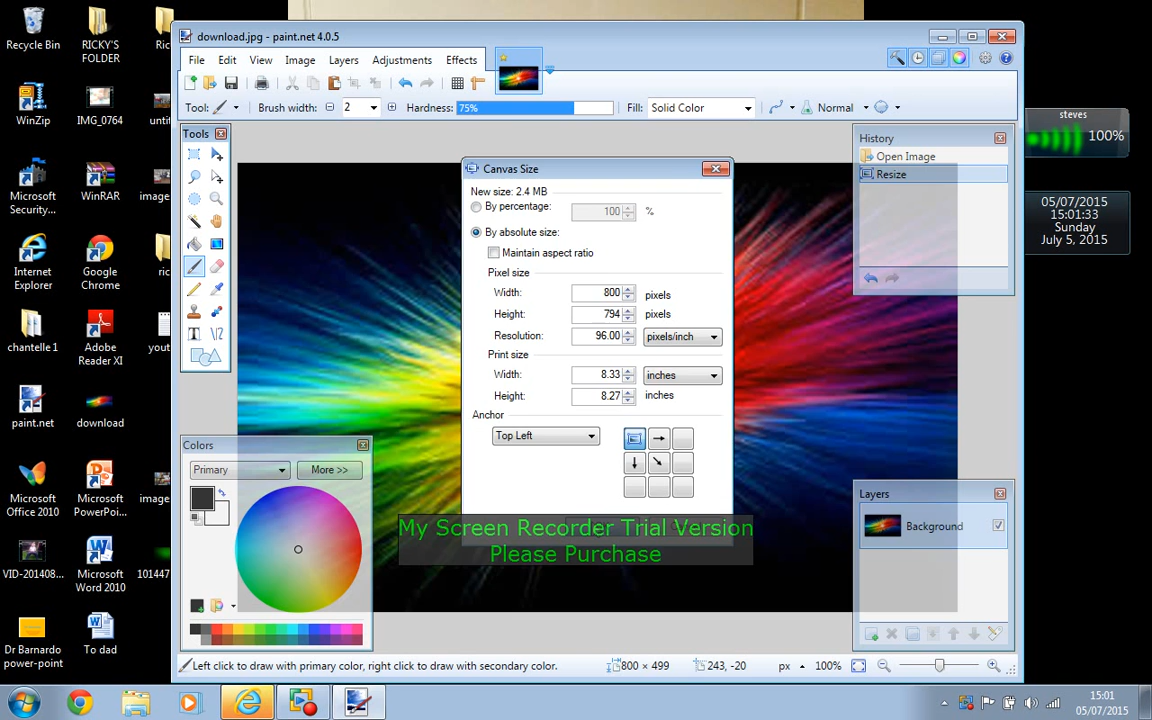 Recycle Bin
RICKY'S
FOLDER
Ric
WinZip
IMG_0764
unti
Microsoft
Security...
WinRAR
image
Internet
Explorer
Google
Chrome
ric
chantelle 1
Adobe
Reader XI
yout
paint.net
download
Microsoft
Office 2010
Microsoft
PowerPoi...
image
VID-201408...
Microsoft
Word 2010
101447
Dr Barnardo
power-point
To dad
download.jpg - paint.net 4.0.5
File Edit View Image Layers Adjustments Effects
Tool: Brush width: 2 Hardness: 75% Fill: Solid Color Normal
Tools
Canvas Size
New size: 2.4 MB
By percentage: 100 %
By absolute size:
Maintain aspect ratio
Pixel size
Width: 800 pixels
Height: 794 pixels
Resolution: 96.00 pixels/inch
Print size
Width: 8.33 inches
Height: 8.27 inches
Anchor
Top Left
My Screen Recorder Trial Version
Please Purchase
History
Open Image
Resize
Colors
Primary More >>
Layers
Background
Left click to draw with primary color, right click to draw with secondary color. 800 × 499 243, -20 px 100%
steves
100%
05/07/2015
15:01:33
Sunday
July 5, 2015
15:01
05/07/2015